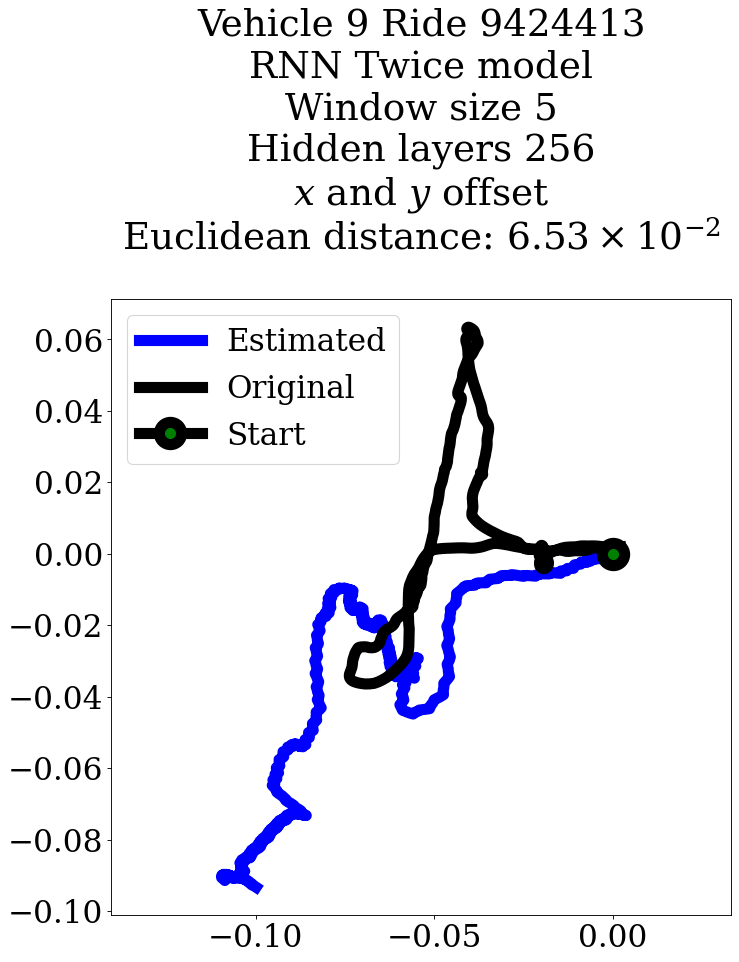 Vehicle 9 Ride 9424413
RNN Twice model
Window size 5
Hidden layers 256
x and y offset
Euclidean distance: 6.53 × 10⁻²
Estimated
Original
Start
0.06
0.04
0.02
0.00
−0.02
−0.04
−0.06
−0.08
−0.10
−0.10 −0.05 0.00